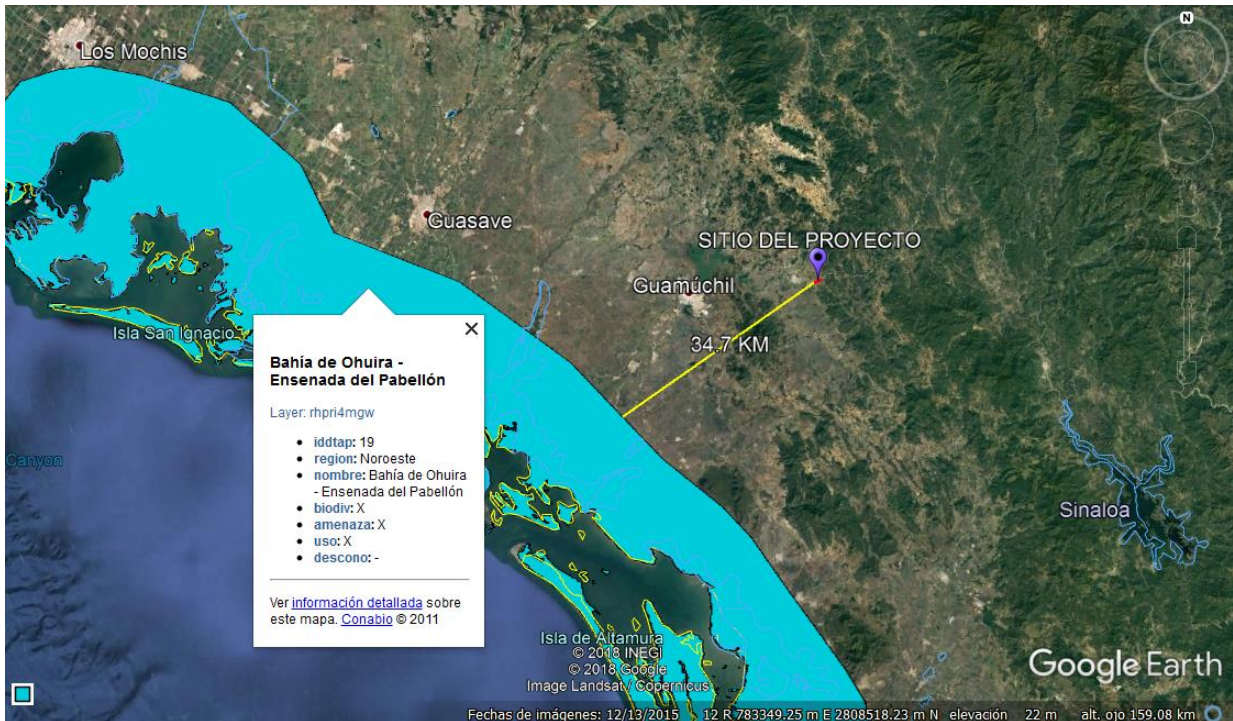 N
Los Mochis
Guasave
SITIO DEL PROYECTO
Guamúchil
34.7 KM
Isla San Ignacio
Bahía de Ohuira -
Ensenada del Pabellón
Layer: rhpri4mgw
iddtap: 19
region: Noroeste
nombre: Bahía de Ohuira
- Ensenada del Pabellón
biodiv: X
amenaza: X
uso: X
descono: -
Ver información detallada sobre
este mapa. Conabio © 2011
Canyon
Sinaloa
Isla de Altamura
© 2018 INEGI
© 2018 Google
Image Landsat / Copernicus
Google Earth
Fechas de imágenes: 12/13/2015 12 R 783349.25 m E 2808518.23 m N elevación 22 m alt. ojo 159.08 km